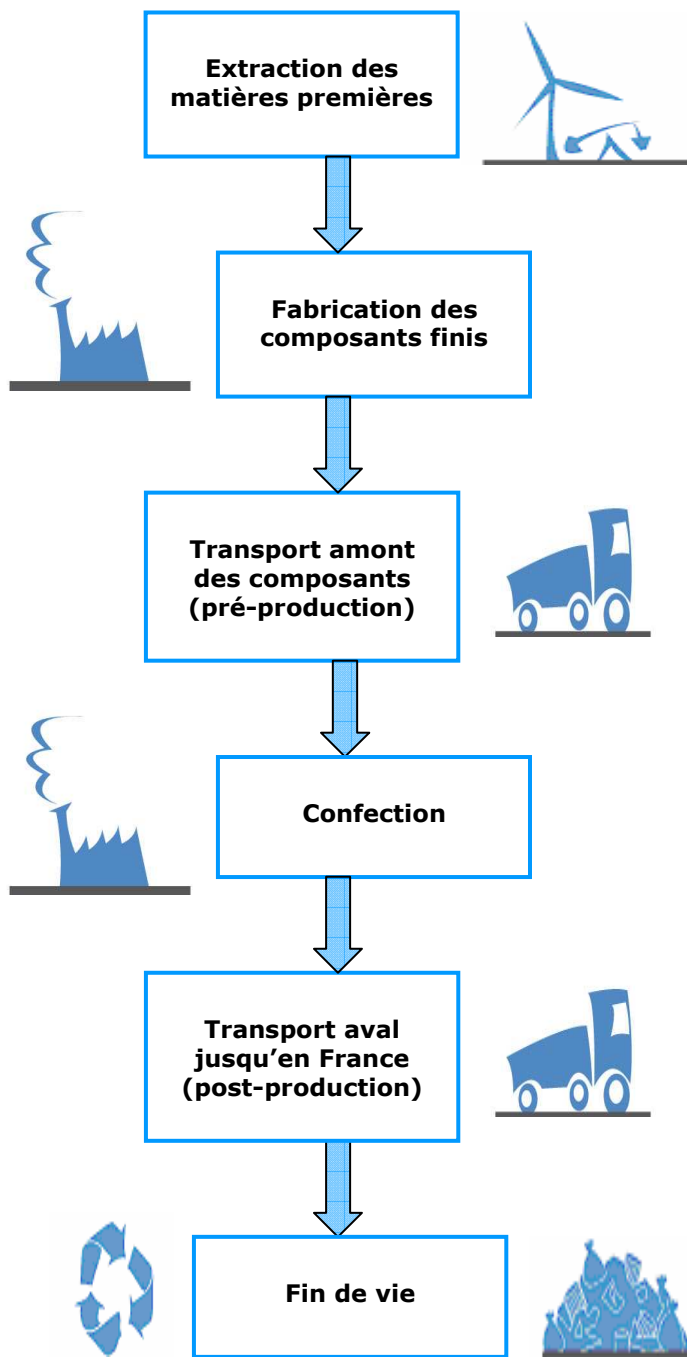 Extraction des
matières premières
Fabrication des
composants finis
Transport amont
des composants
(pré-production)
Confection
Transport aval
jusqu’en France
(post-production)
Fin de vie